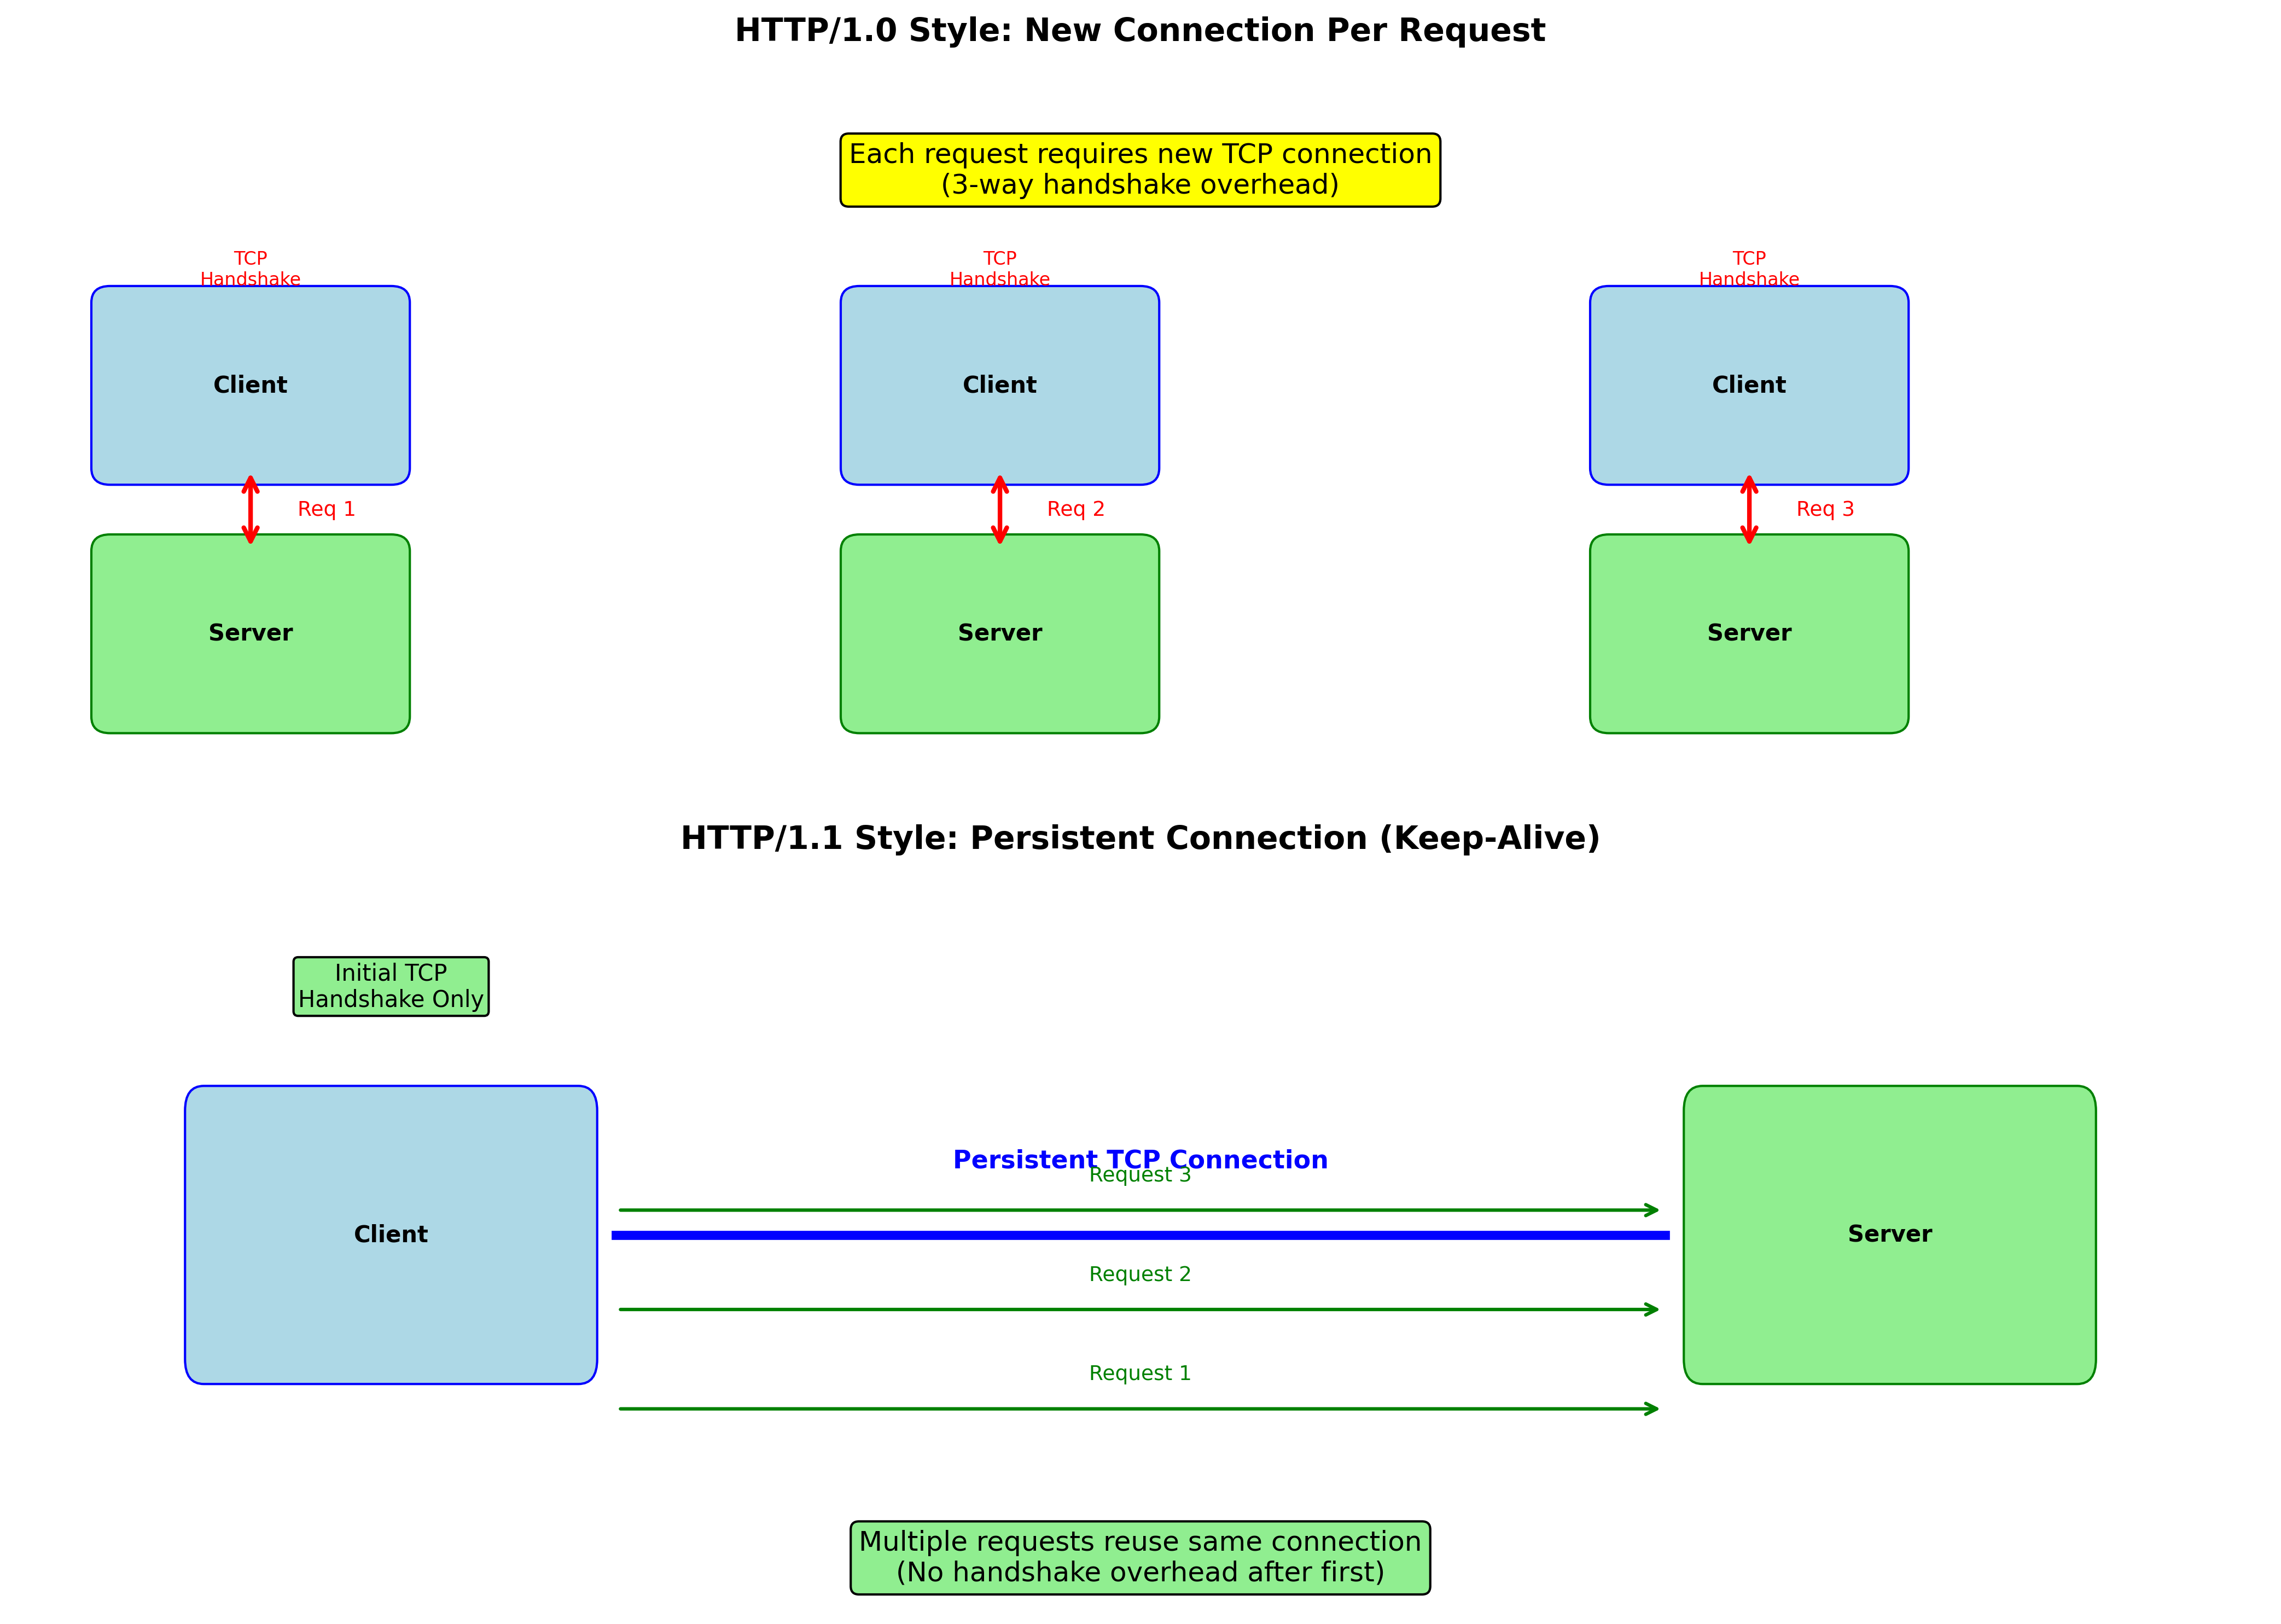 HTTP/1.0 Style: New Connection Per Request
Each request requires new TCP connection
(3-way handshake overhead)
TCP
Handshake
TCP
Handshake
TCP
Handshake
Client
Client
Client
Req 1
Req 2
Req 3
Server
Server
Server
HTTP/1.1 Style: Persistent Connection (Keep-Alive)
Initial TCP
Handshake Only
Persistent TCP Connection
Request 3
Client
Server
Request 2
Request 1
Multiple requests reuse same connection
(No handshake overhead after first)